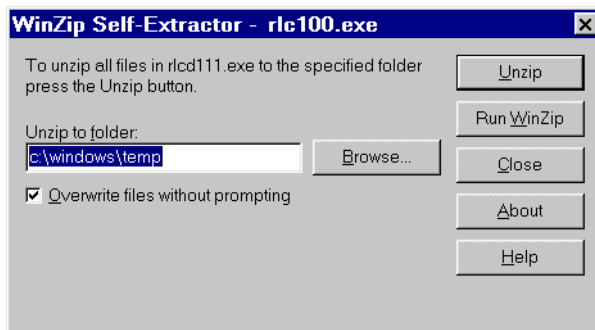 WinZip Self-Extractor - rlc100.exe
To unzip all files in rlcd111.exe to the specified folder
press the Unzip button.
Unzip to folder:
c:\windows\temp
Browse...
Overwrite files without prompting
Unzip
Run WinZip
Close
About
Help